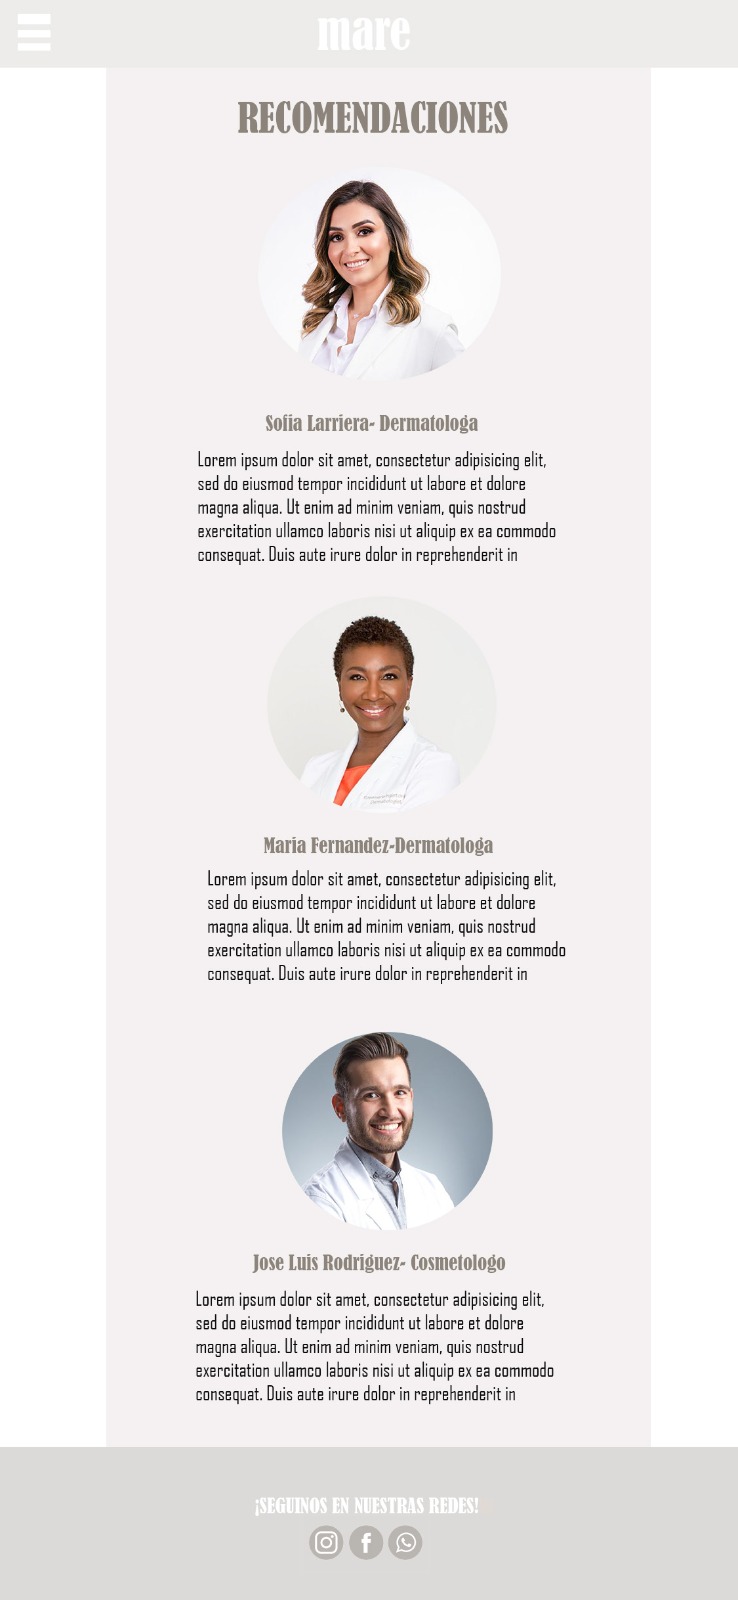 mare
RECOMENDACIONES
Sofia Larriera- Dermatologa
Lorem ipsum dolor sit amet, consectetur adipisicing elit,
sed do eiusmod tempor incididunt ut labore et dolore
magna aliqua. Ut enim ad minim veniam, quis nostrud
exercitation ullamco laboris nisi ut aliquip ex ea commodo
consequat. Duis aute irure dolor in reprehenderit in
Maria Fernandez-Dermatologa
Lorem ipsum dolor sit amet, consectetur adipisicing elit,
sed do eiusmod tempor incididunt ut labore et dolore
magna aliqua. Ut enim ad minim veniam, quis nostrud
exercitation ullamco laboris nisi ut aliquip ex ea commodo
consequat. Duis aute irure dolor in reprehenderit in
Jose Luis Rodriguez- Cosmetologo
Lorem ipsum dolor sit amet, consectetur adipisicing elit,
sed do eiusmod tempor incididunt ut labore et dolore
magna aliqua. Ut enim ad minim veniam, quis nostrud
exercitation ullamco laboris nisi ut aliquip ex ea commodo
consequat. Duis aute irure dolor in reprehenderit in
¡SEGUINOS EN NUESTRAS REDES!